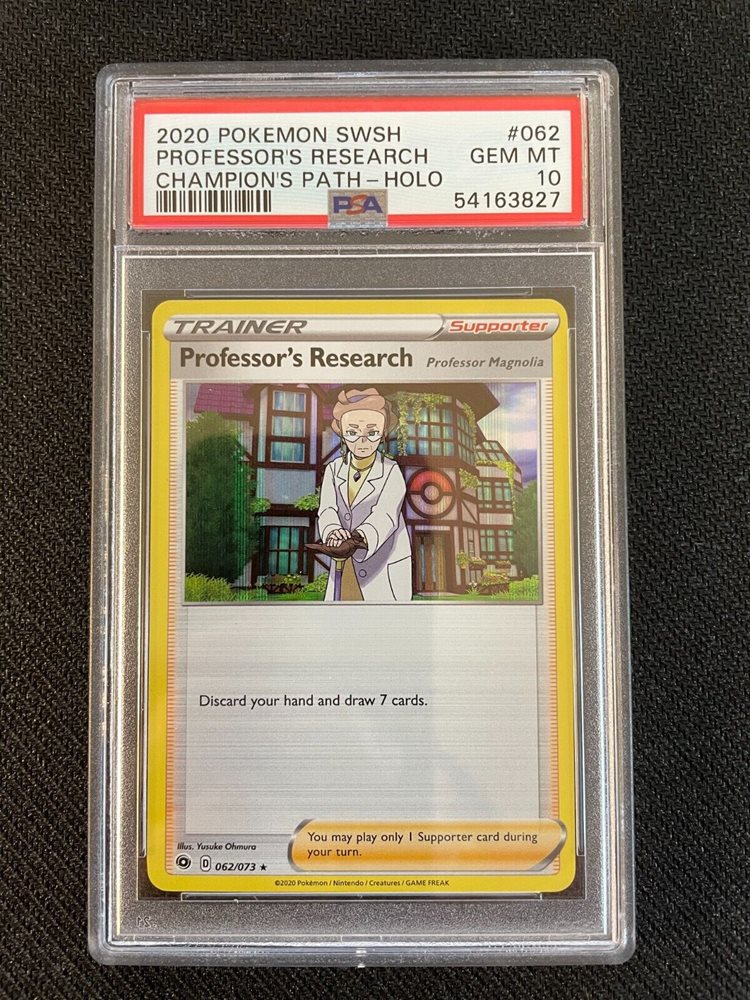 2020 POKEMON SWSH #062
PROFESSOR'S RESEARCH GEM MT
CHAMPION'S PATH–HOLO 10
PSA 54163827
TRAINER Supporter
Professor's Research Professor Magnolia
Discard your hand and draw 7 cards.
You may play only 1 Supporter card during
your turn.
Illus. Yusuke Ohmura
D 062/073 ★
©2020 Pokémon / Nintendo / Creatures / GAME FREAK